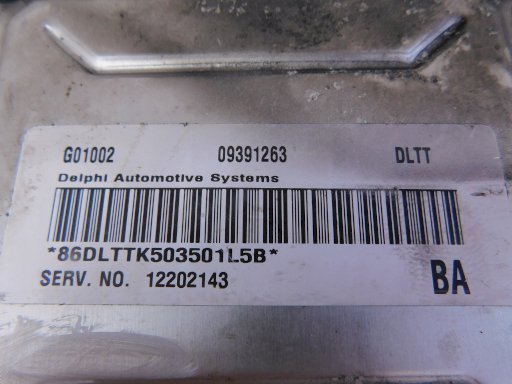 G01002 09391263 DLTT
Delphi Automotive Systems
*86DLTTK503501L5B*
SERV. NO. 12202143 BA